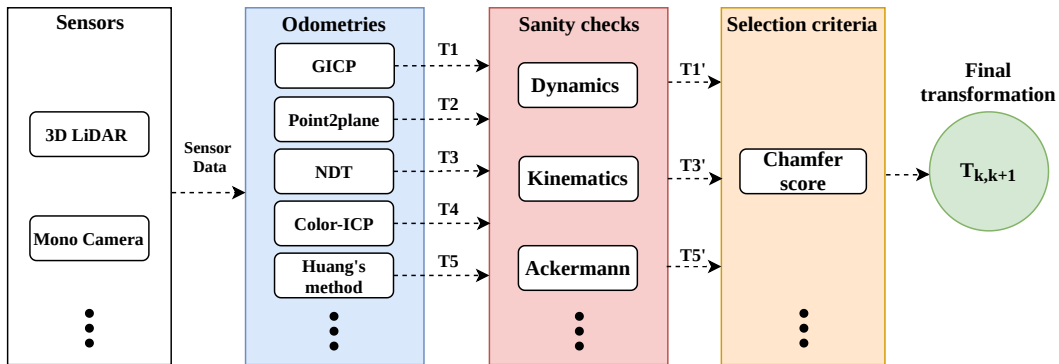 Sensors
3D LiDAR
Mono Camera
Sensor
Data
Odometries
GICP
Point2plane
NDT
Color-ICP
Huang's
method
T1
T2
T3
T4
T5
Sanity checks
Dynamics
Kinematics
Ackermann
T1'
T3'
T5'
Selection criteria
Chamfer
score
Final
transformation
T_{k,k+1}